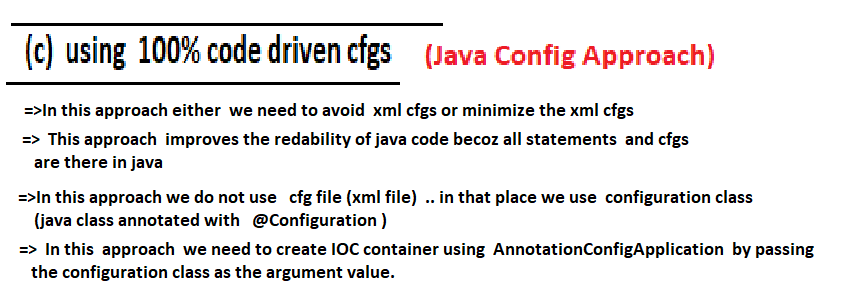 (c) using 100% code driven cfgs (Java Config Approach)
=>In this approach either we need to avoid xml cfgs or minimize the xml cfgs
=> This approach improves the redability of java code becoz all statements and cfgs
are there in java
=>In this approach we do not use cfg file (xml file) .. in that place we use configuration class
(java class annotated with @Configuration )
=> In this approach we need to create IOC container using AnnotationConfigApplication by passing
the configuration class as the argument value.